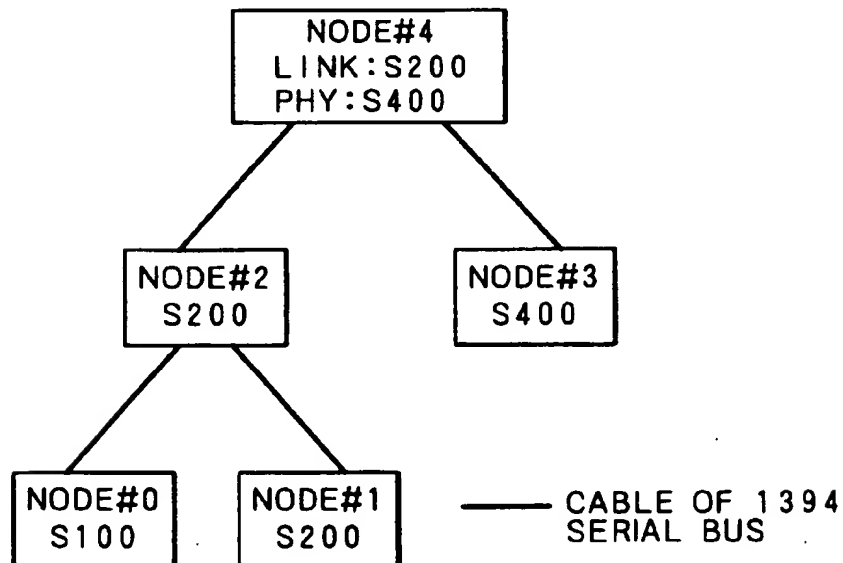 NODE#4
LINK:S200
PHY:S400
NODE#2
S200
NODE#3
S400
NODE#0
S100
NODE#1
S200
CABLE OF 1394
SERIAL BUS